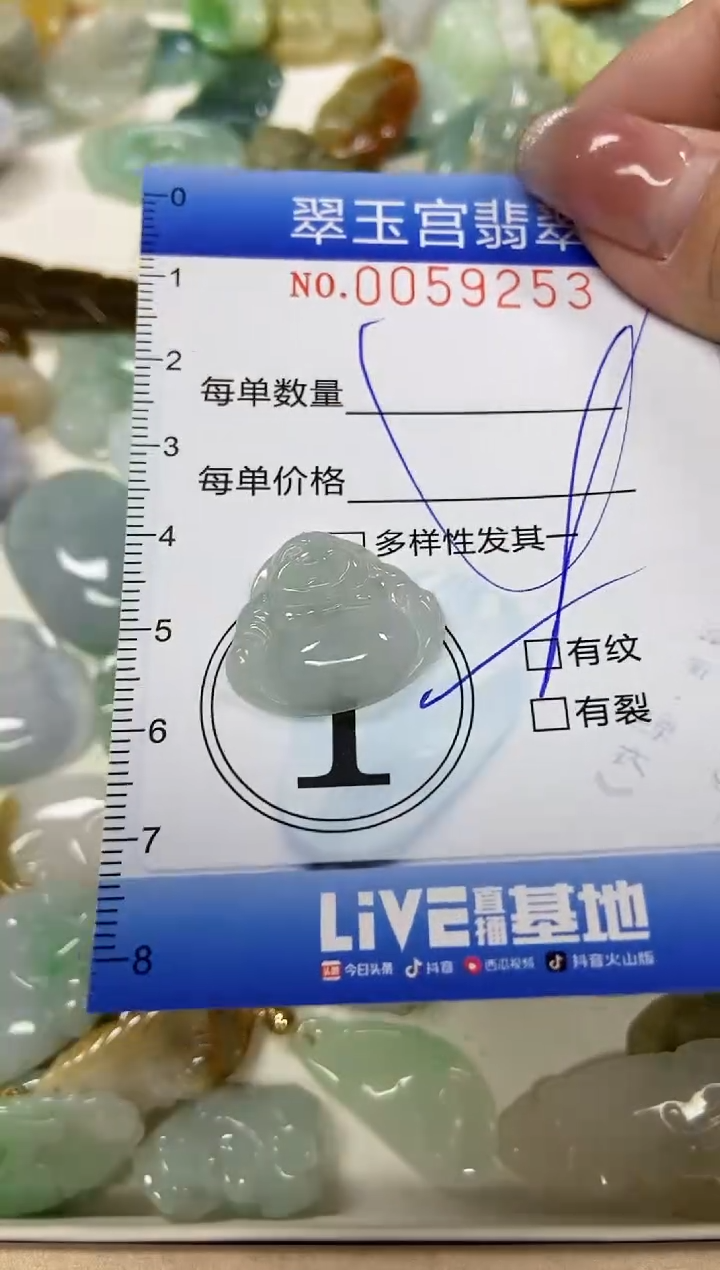 0
翠玉宫翡翠
1
NO.0059253
2
每单数量
3
每单价格
4
多样性发其一
5
有纹
有裂
6
1
7
LiVE直播基地
8
今日头条 抖音 西瓜视频 抖音火山版